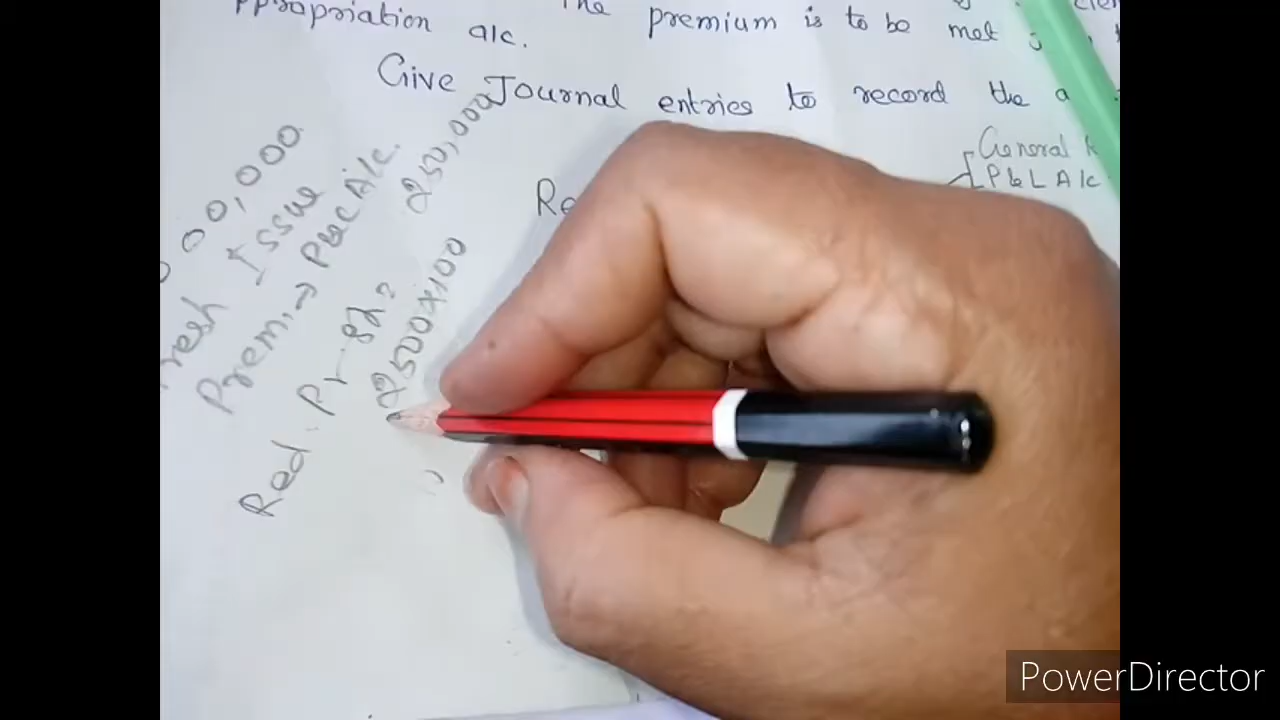 appropriation a/c. The premium is to be met
Give Journal entries to record the a
General R
P&L A/c
Re
00,000
Fresh Issue
Prem. → P&L A/c.
Red. Pr-
250,000
2500×100
PowerDirector